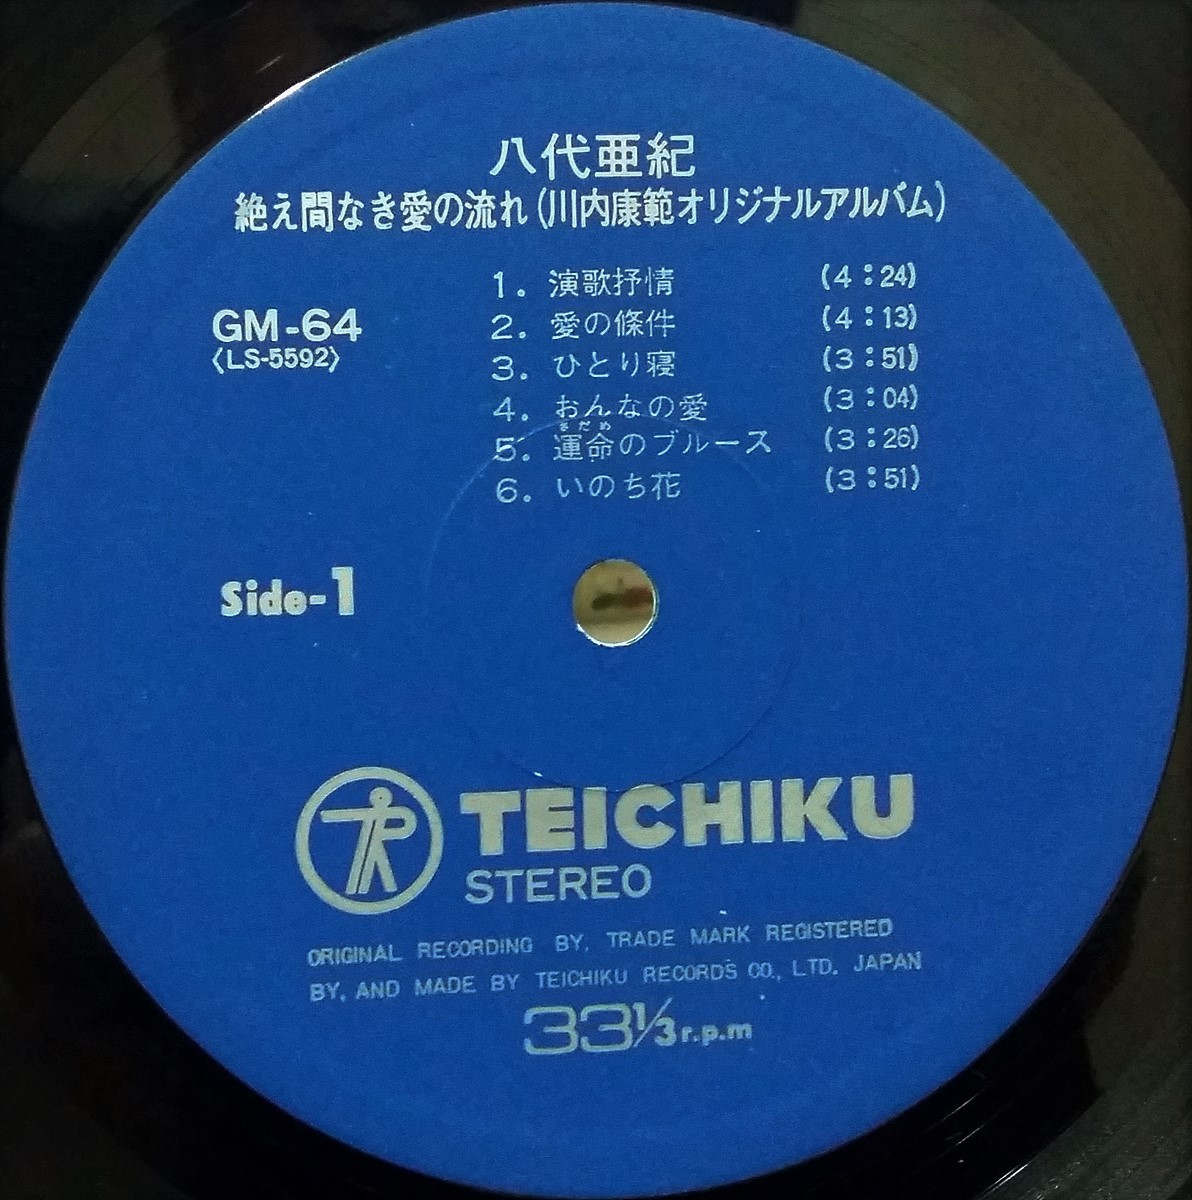 八代亜紀
絶え間なき愛の流れ(川内康範オリジナルアルバム)
GM-64
〈LS-5592〉
1. 演歌抒情 (4:24)
2. 愛の條件 (4:13)
3. ひとり寝 (3:51)
4. おんなの愛 (3:04)
さだめ
5. 運命のブルース (3:26)
6. いのち花 (3:51)
Side-1
TEICHIKU
STEREO
ORIGINAL RECORDING BY, TRADE MARK REGISTERED
BY, AND MADE BY TEICHIKU RECORDS CO., LTD. JAPAN
33 1/3 r.p.m